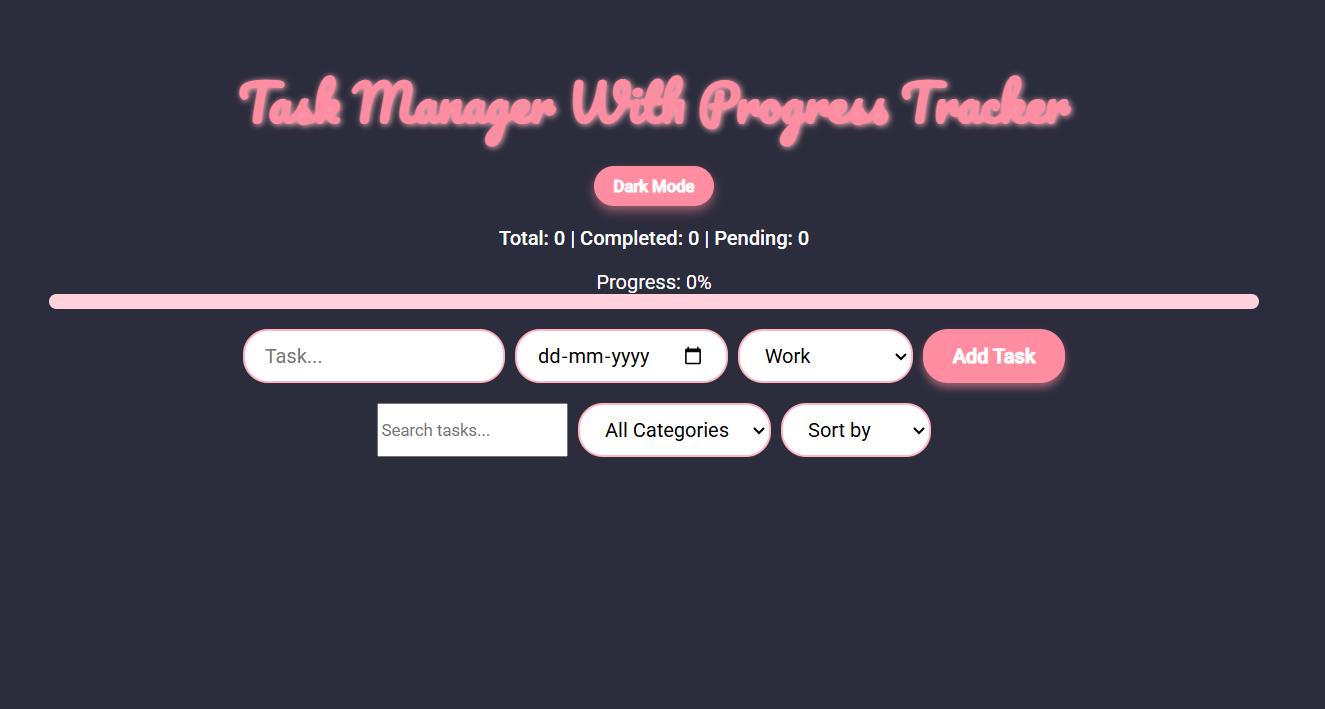 Task Manager With Progress Tracker
Dark Mode
Total: 0 | Completed: 0 | Pending: 0
Progress: 0%
Task... dd-mm-yyyy Work Add Task
Search tasks... All Categories Sort by